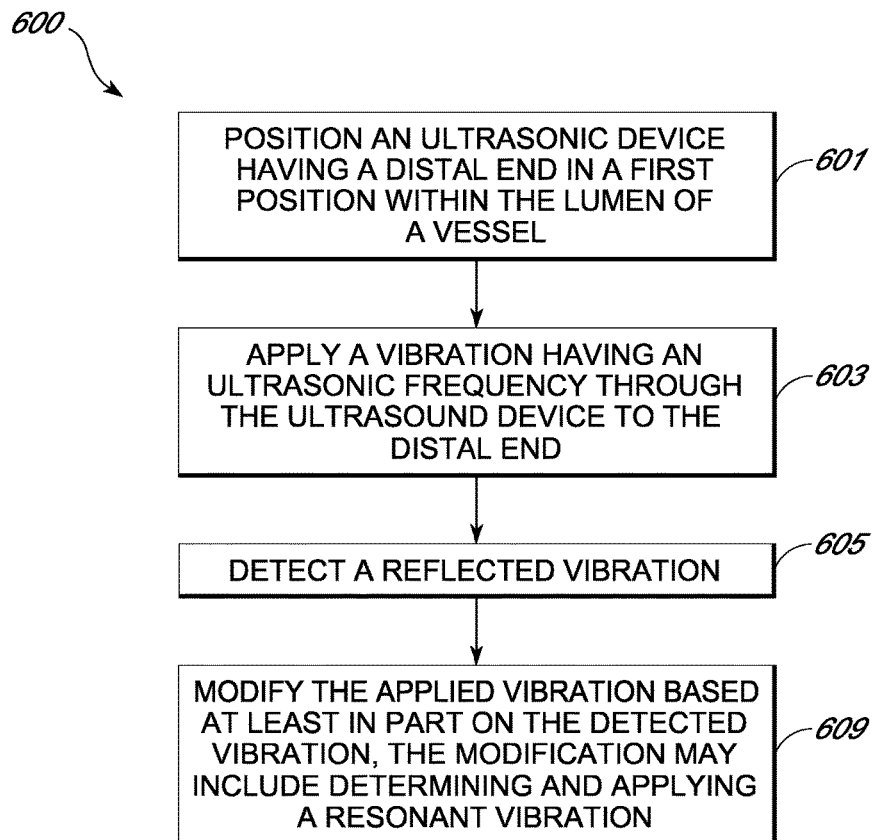 600
POSITION AN ULTRASONIC DEVICE
HAVING A DISTAL END IN A FIRST
POSITION WITHIN THE LUMEN OF
A VESSEL
601
APPLY A VIBRATION HAVING AN
ULTRASONIC FREQUENCY THROUGH
THE ULTRASOUND DEVICE TO THE
DISTAL END
603
DETECT A REFLECTED VIBRATION
605
MODIFY THE APPLIED VIBRATION BASED
AT LEAST IN PART ON THE DETECTED
VIBRATION, THE MODIFICATION MAY
INCLUDE DETERMINING AND APPLYING
A RESONANT VIBRATION
609